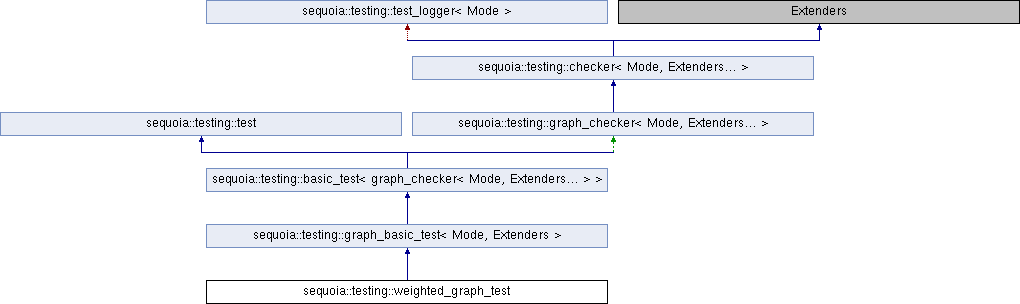 sequoia::testing::test_logger< Mode >
Extenders
sequoia::testing::checker< Mode, Extenders... >
sequoia::testing::test
sequoia::testing::graph_checker< Mode, Extenders... >
sequoia::testing::basic_test< graph_checker< Mode, Extenders... > >
sequoia::testing::graph_basic_test< Mode, Extenders >
sequoia::testing::weighted_graph_test